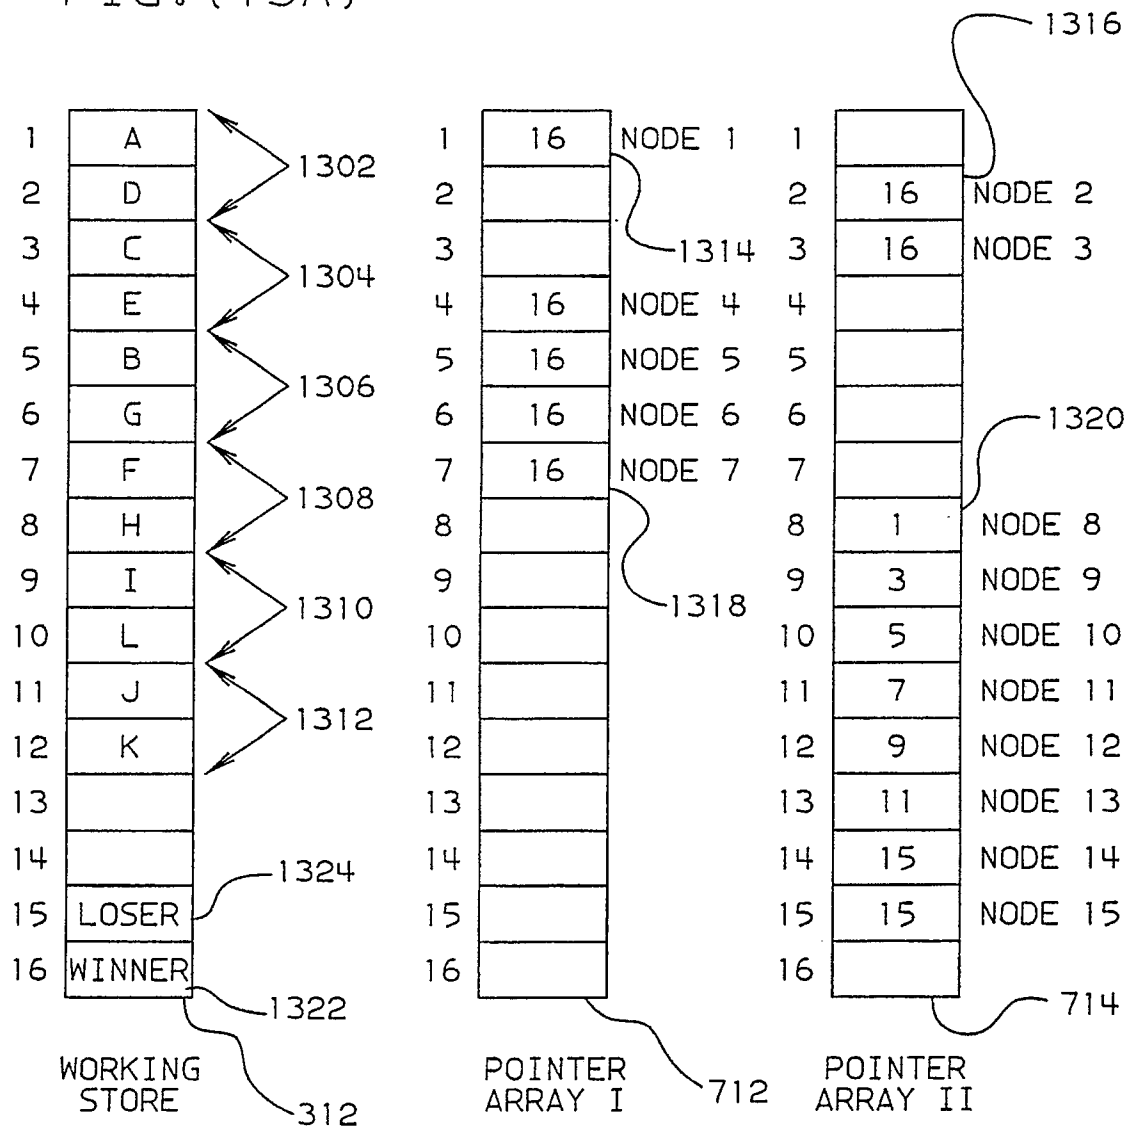 FIG.(13A)
1316
1 A 1 16 NODE 1 1
1302
2 D 2 2 16 NODE 2
3 C 3 1314 3 16 NODE 3
1304
4 E 4 16 NODE 4 4
5 B 5 16 NODE 5 5
1306
6 G 6 16 NODE 6 6 1320
7 F 7 16 NODE 7 7
1308
8 H 8 8 1 NODE 8
9 I 9 9 3 NODE 9
1310 1318
10 L 10 10 5 NODE 10
11 J 11 11 7 NODE 11
1312
12 K 12 12 9 NODE 12
13 13 13 11 NODE 13
14 1324 14 14 15 NODE 14
15 LOSER 15 15 15 NODE 15
16 WINNER 16 16
1322 714
WORKING STORE
312
POINTER ARRAY I
712
POINTER ARRAY II